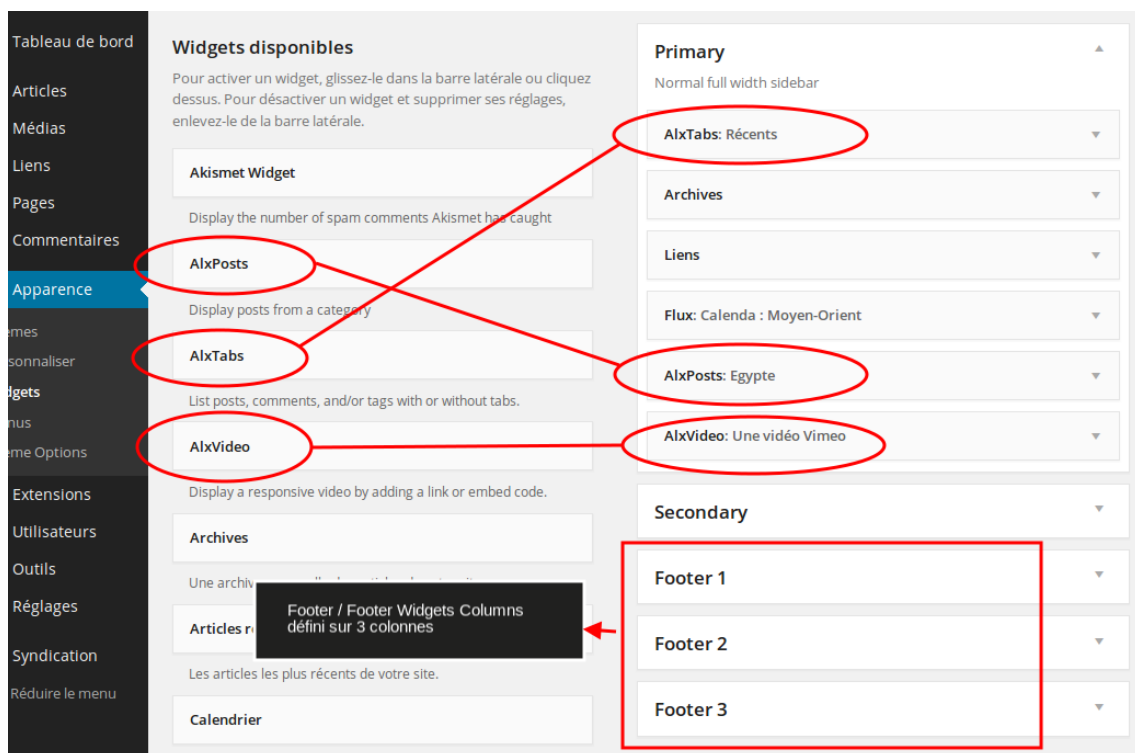 Tableau de bord
Articles
Médias
Liens
Pages
Commentaires
Apparence
emes
sonnaliser
dgets
nus
eme Options
Extensions
Utilisateurs
Outils
Réglages
Syndication
Réduire le menu
Widgets disponibles
Pour activer un widget, glissez-le dans la barre latérale ou cliquez
dessus. Pour désactiver un widget et supprimer ses réglages,
enlevez-le de la barre latérale.
Akismet Widget
Display the number of spam comments Akismet has caught
AlxPosts
Display posts from a category
AlxTabs
List posts, comments, and/or tags with or without tabs.
AlxVideo
Display a responsive video by adding a link or embed code.
Archives
Une archiv
Footer / Footer Widgets Columns
défini sur 3 colonnes
Articles r
Les articles les plus récents de votre site.
Calendrier
Primary
Normal full width sidebar
AlxTabs: Récents
Archives
Liens
Flux: Calenda : Moyen-Orient
AlxPosts: Egypte
AlxVideo: Une vidéo Vimeo
Secondary
Footer 1
Footer 2
Footer 3